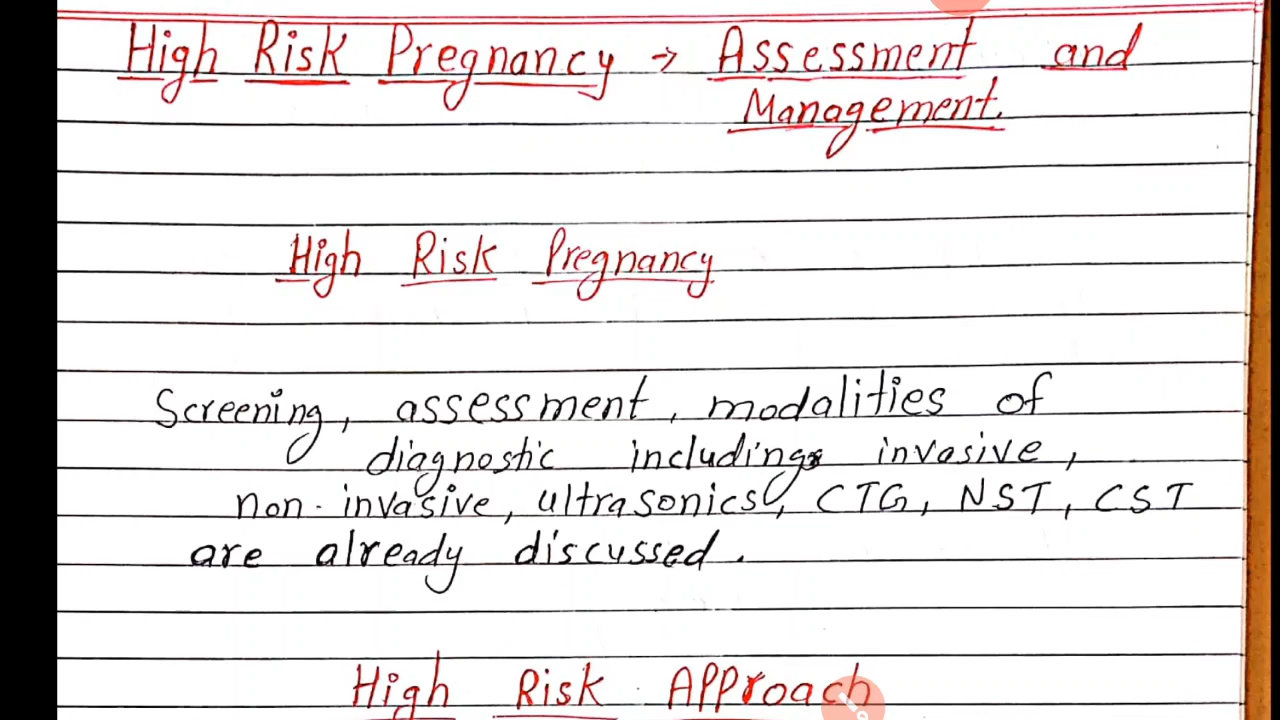 High Risk Pregnancy → Assessment and
Management.
High Risk Pregnancy
Screening, assessment, modalities of
diagnostic including invasive,
non-invasive, ultrasonics, CTG, NST, CST
are already discussed.
High Risk Approach